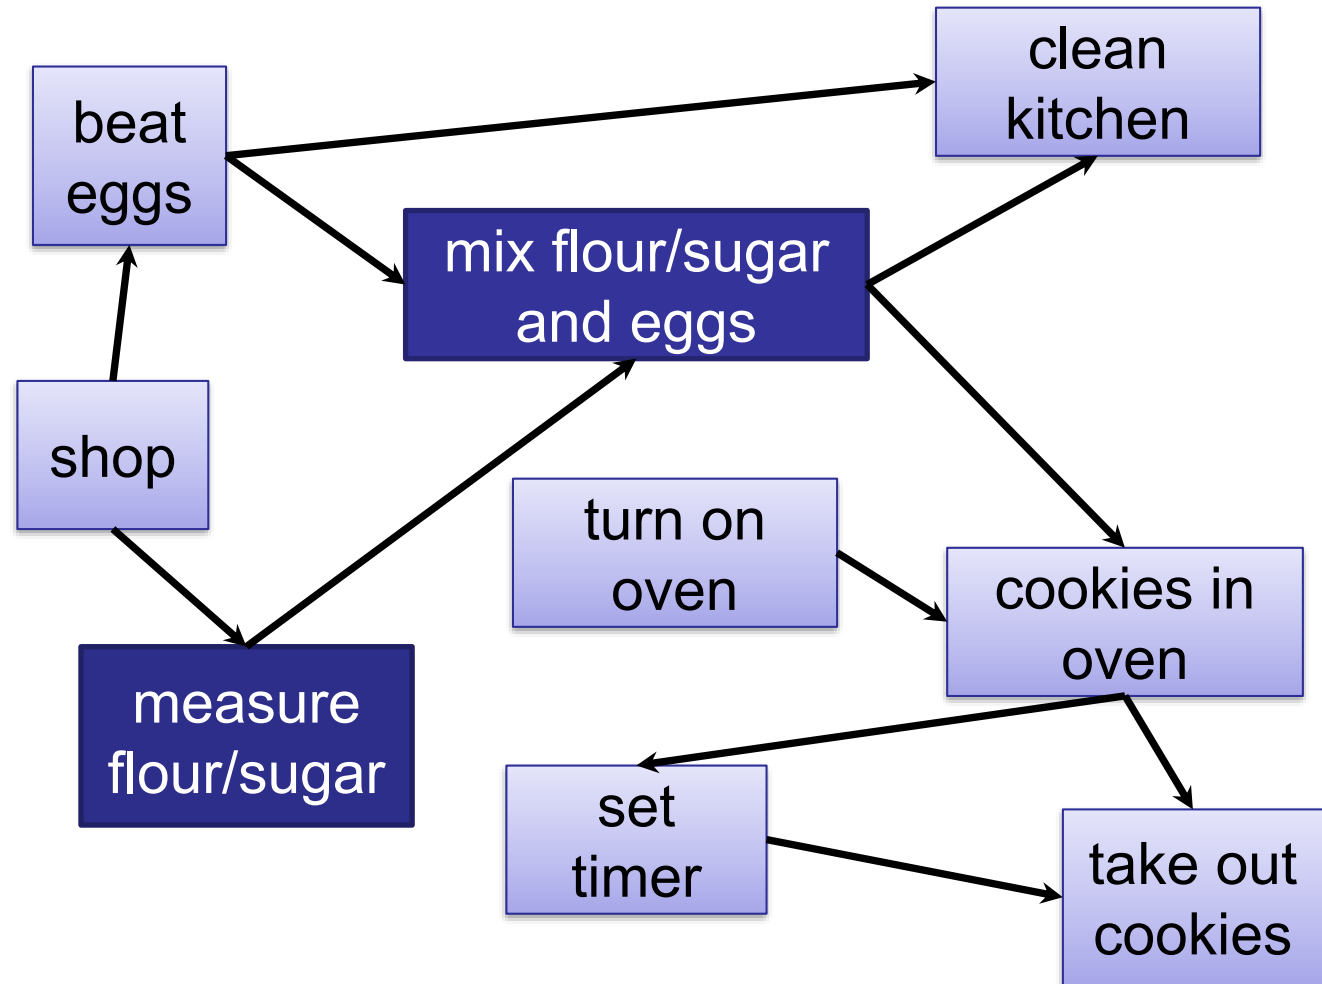 clean
kitchen
beat
eggs
mix flour/sugar
and eggs
shop
turn on
oven
cookies in
oven
measure
flour/sugar
set
timer
take out
cookies